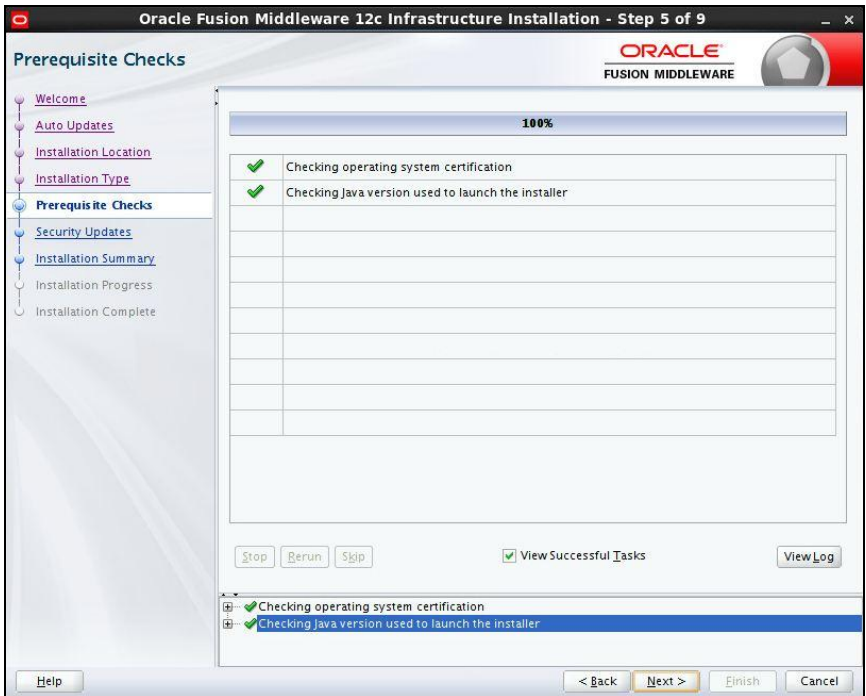 Oracle Fusion Middleware 12c Infrastructure Installation - Step 5 of 9
Prerequisite Checks
ORACLE
FUSION MIDDLEWARE
Welcome
Auto Updates
Installation Location
Installation Type
Prerequisite Checks
Security Updates
Installation Summary
Installation Progress
Installation Complete
100%
Checking operating system certification
Checking Java version used to launch the installer
Stop Rerun Skip View Successful Tasks View Log
Checking operating system certification
Checking Java version used to launch the installer
Help < Back Next > Finish Cancel